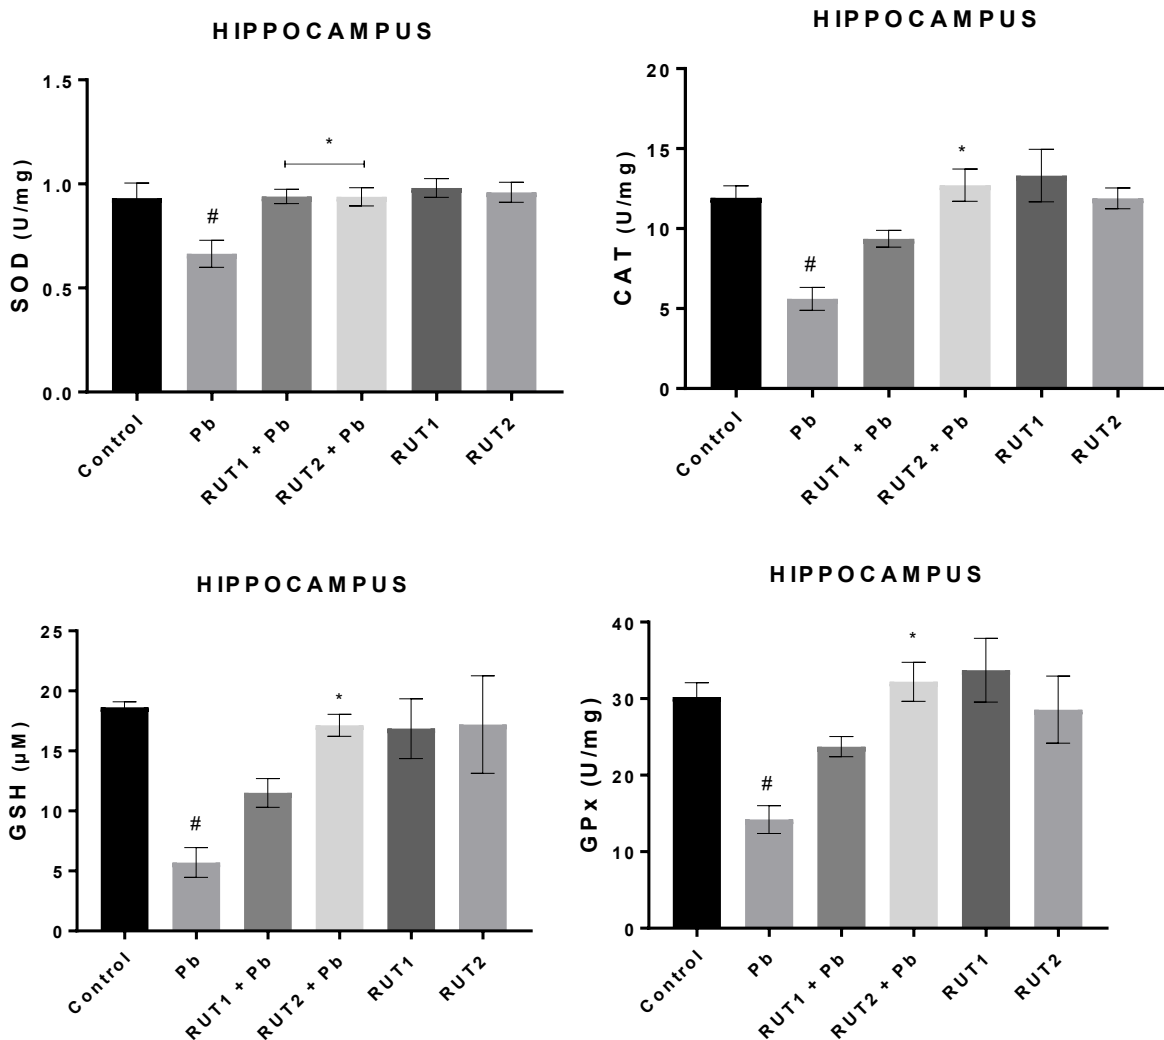 HIPPOCAMPUS
SOD (U/mg)
1.5
1.0
0.5
0.0
#
*
Control
Pb
RUT1 + Pb
RUT2 + Pb
RUT1
RUT2
HIPPOCAMPUS
CAT (U/mg)
20
15
10
5
0
#
*
Control
Pb
RUT1 + Pb
RUT2 + Pb
RUT1
RUT2
HIPPOCAMPUS
GSH (µM)
25
20
15
10
5
0
#
*
Control
Pb
RUT1 + Pb
RUT2 + Pb
RUT1
RUT2
HIPPOCAMPUS
GPx (U/mg)
40
30
20
10
0
#
*
Control
Pb
RUT1 + Pb
RUT2 + Pb
RUT1
RUT2